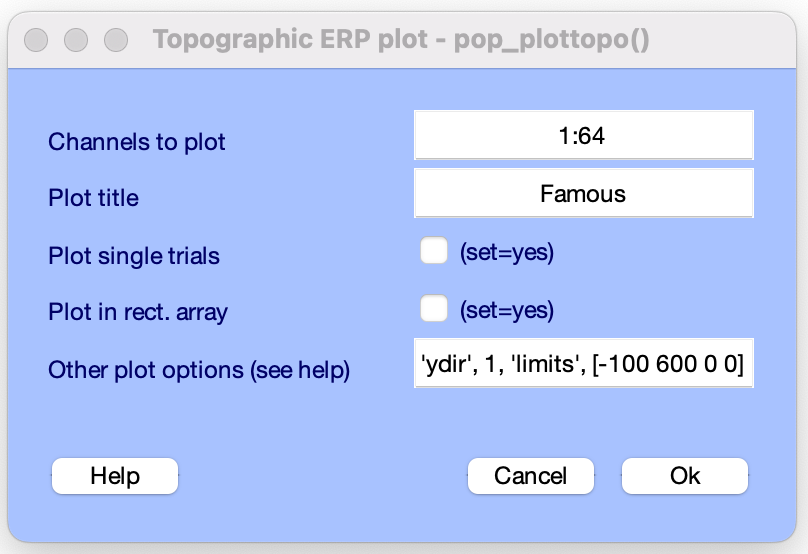 Topographic ERP plot - pop_plottopo()
Channels to plot 1:64
Plot title Famous
Plot single trials (set=yes)
Plot in rect. array (set=yes)
Other plot options (see help) 'ydir', 1, 'limits', [-100 600 0 0]
Help Cancel Ok